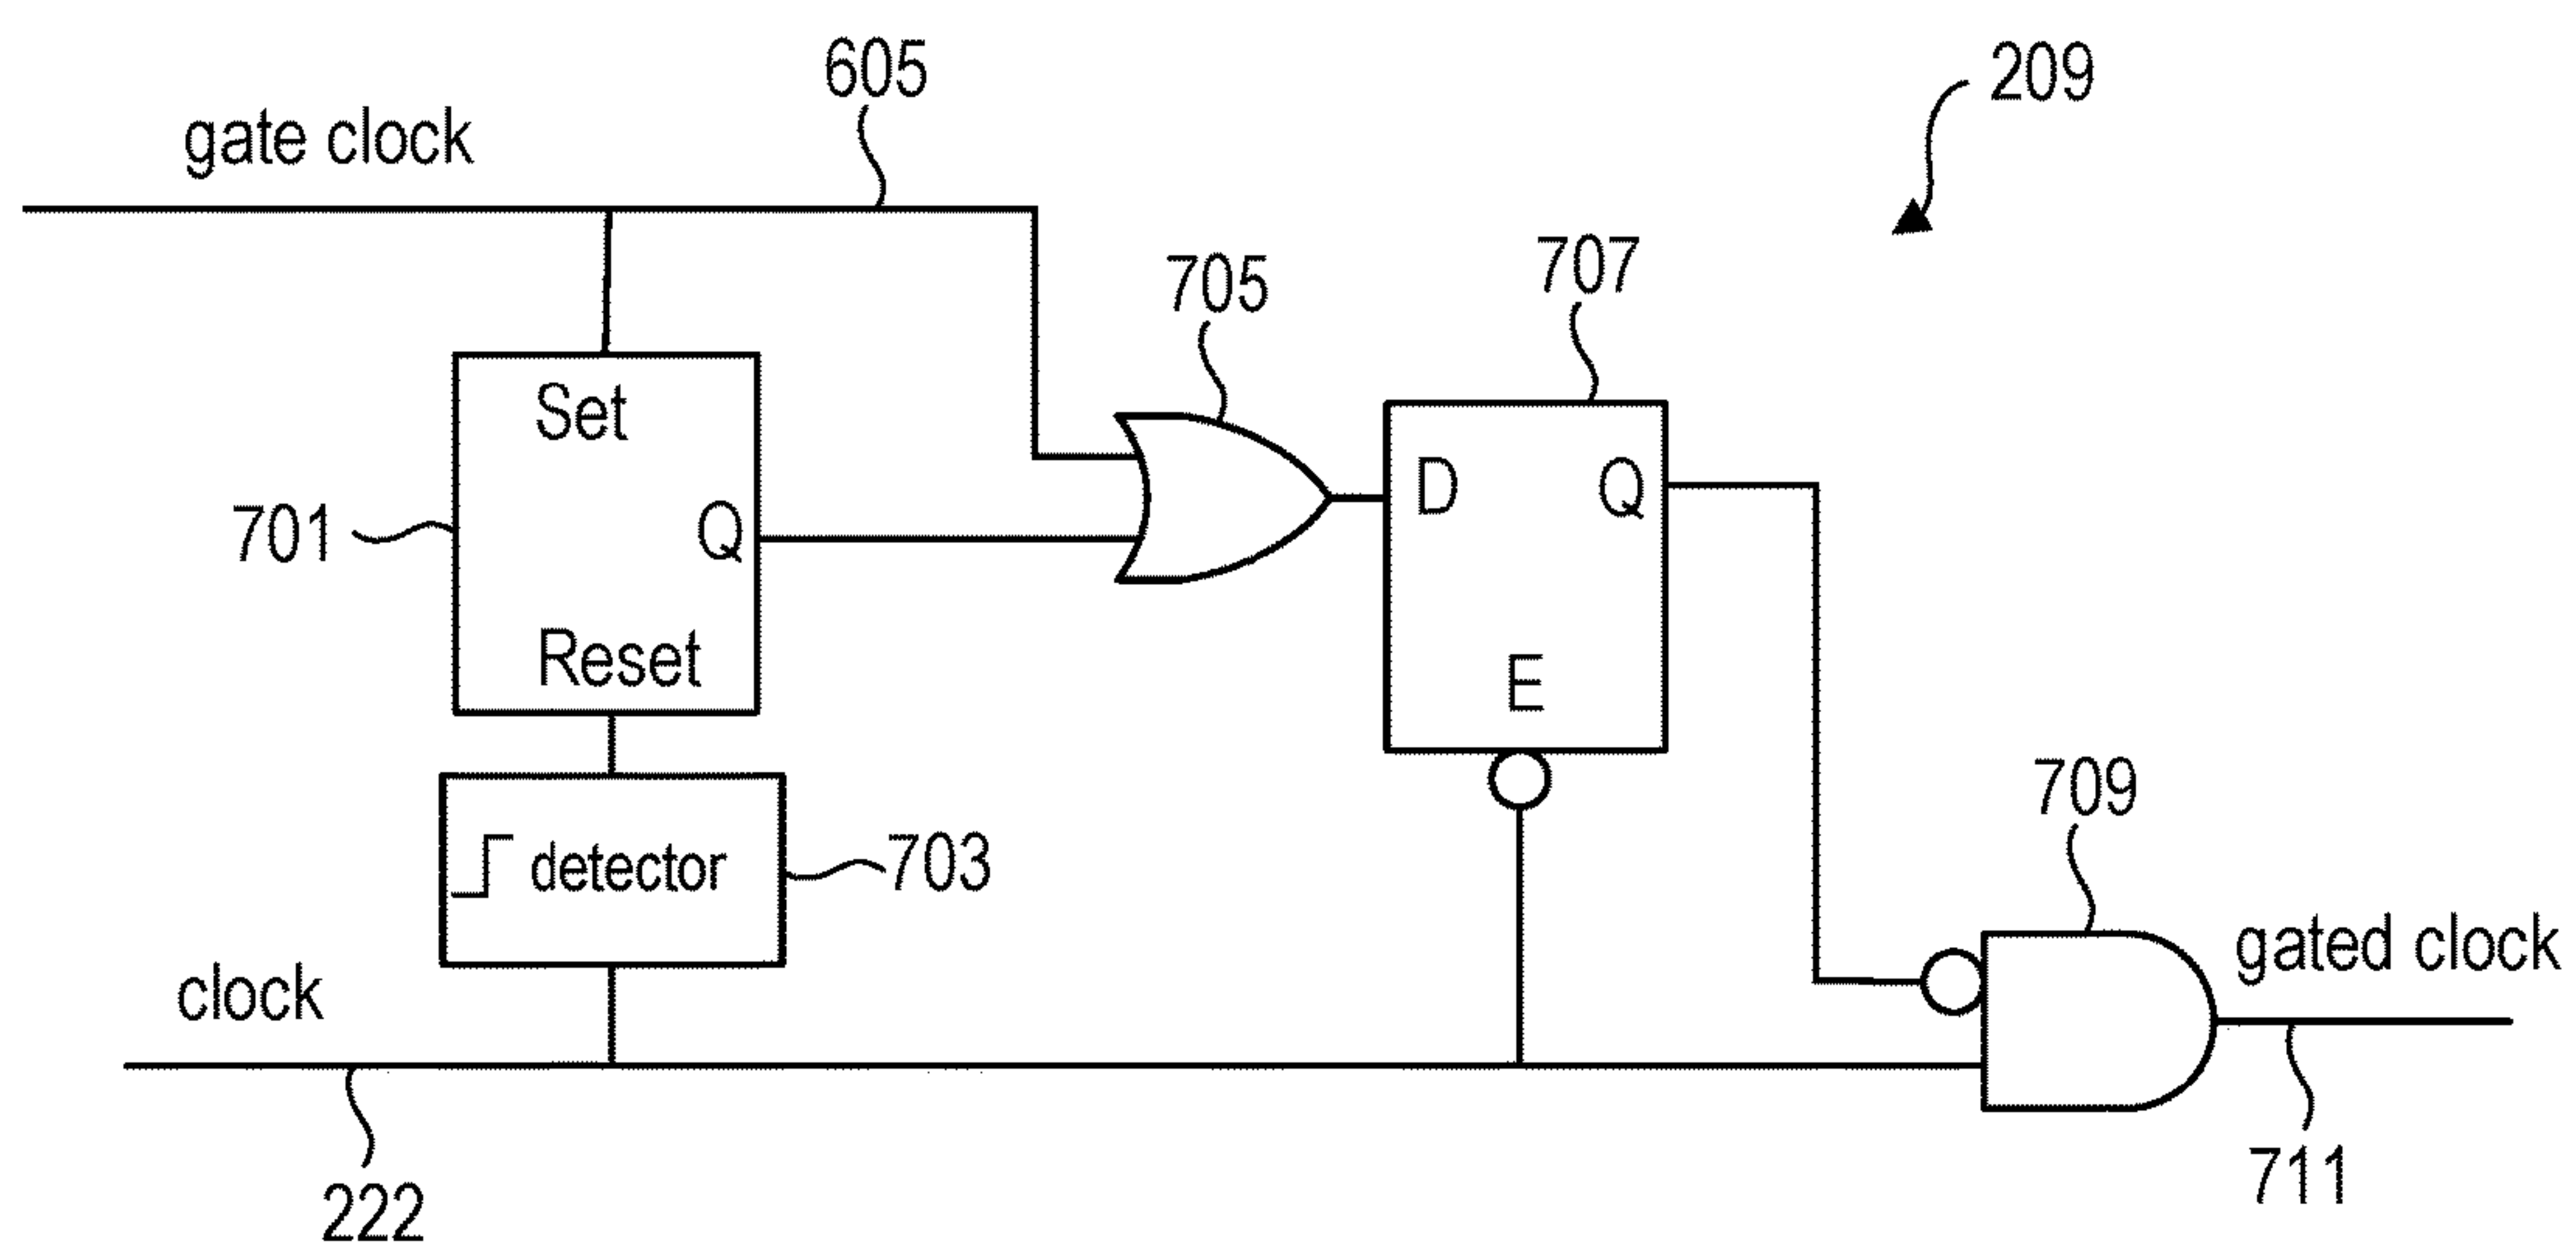 605
209
gate clock
705
707
Set
D
Q
701
Q
Reset
E
709
detector
703
gated clock
clock
711
222